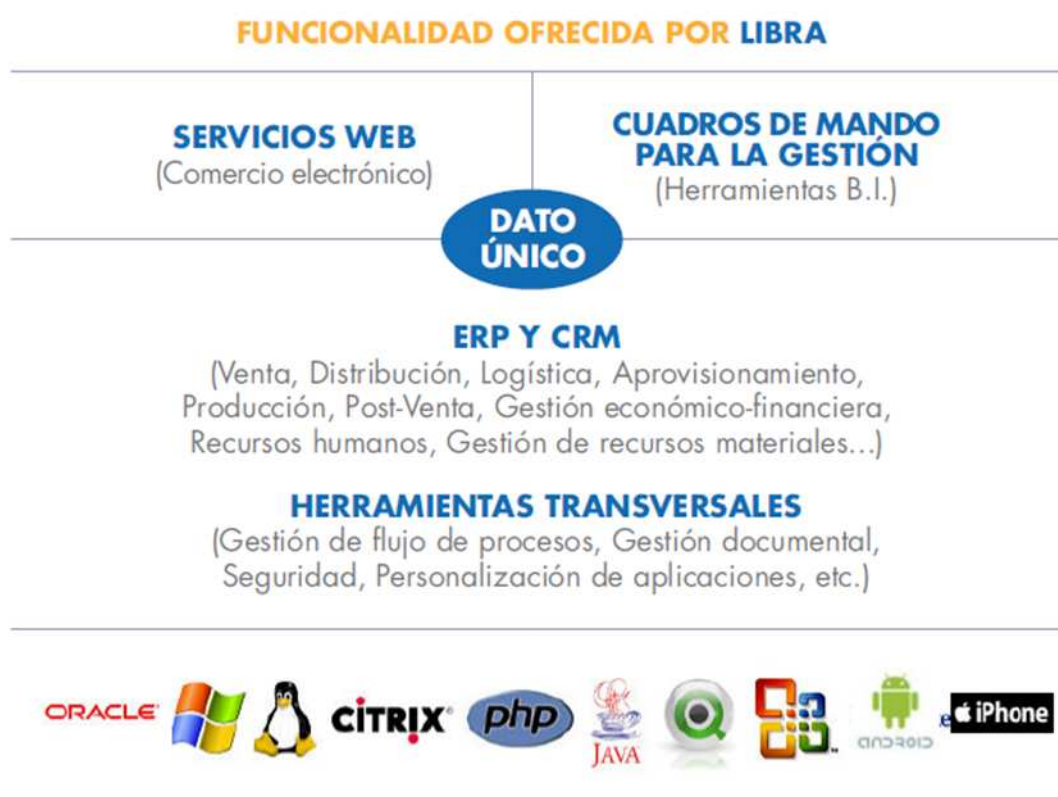 FUNCIONALIDAD OFRECIDA POR LIBRA
SERVICIOS WEB
(Comercio electrónico)
CUADROS DE MANDO
PARA LA GESTIÓN
(Herramientas B.I.)
DATO
ÚNICO
ERP Y CRM
(Venta, Distribución, Logística, Aprovisionamiento,
Producción, Post-Venta, Gestión económico-financiera,
Recursos humanos, Gestión de recursos materiales...)
HERRAMIENTAS TRANSVERSALES
(Gestión de flujo de procesos, Gestión documental,
Seguridad, Personalización de aplicaciones, etc.)
ORACLE CITRIX php JAVA ANDROID e iPhone